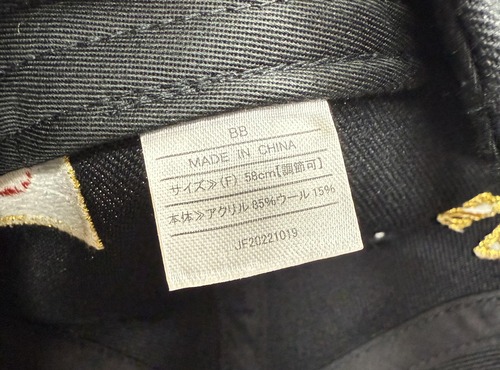 BB
MADE IN CHINA
サイズ≫(F) 58cm【調節可】
本体≫アクリル 85%ウール 15%
JF20221019